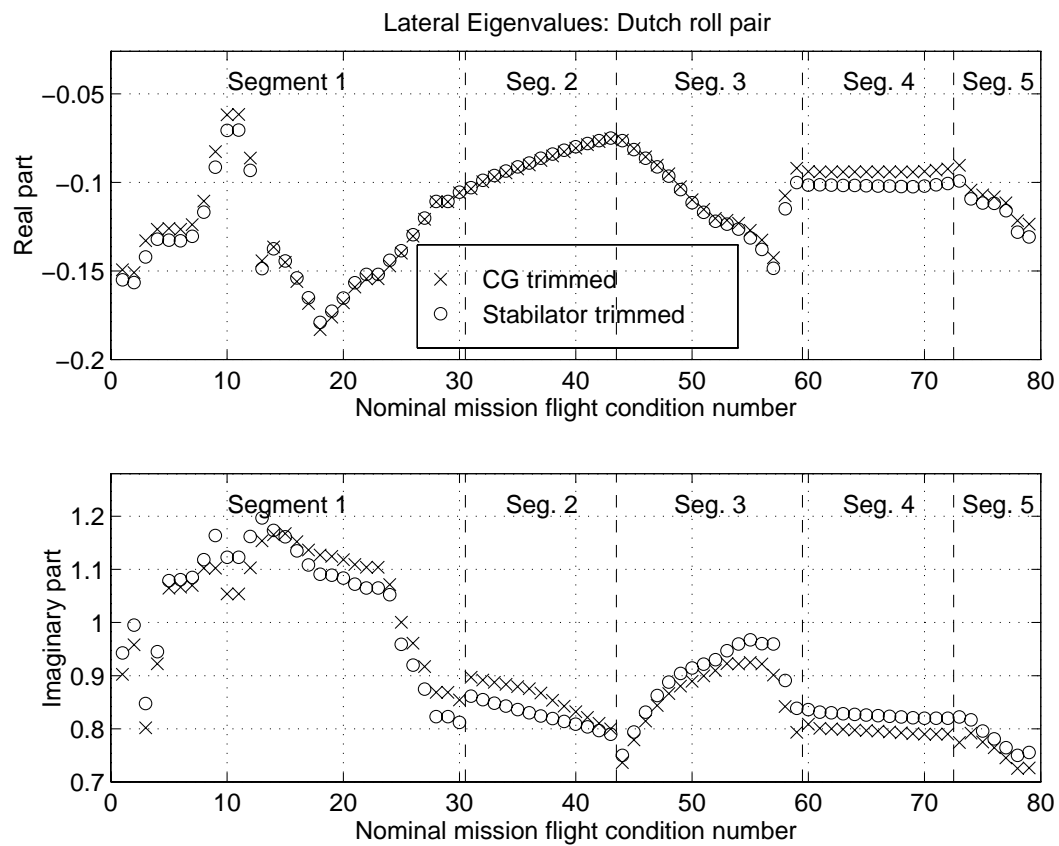 Lateral Eigenvalues: Dutch roll pair
Segment 1
Seg. 2
Seg. 3
Seg. 4
Seg. 5
−0.05
−0.1
−0.15
−0.2
Real part
CG trimmed
Stabilator trimmed
0 10 20 30 40 50 60 70 80
Nominal mission flight condition number
Segment 1
Seg. 2
Seg. 3
Seg. 4
Seg. 5
1.2
1.1
1
0.9
0.8
0.7
Imaginary part
0 10 20 30 40 50 60 70 80
Nominal mission flight condition number